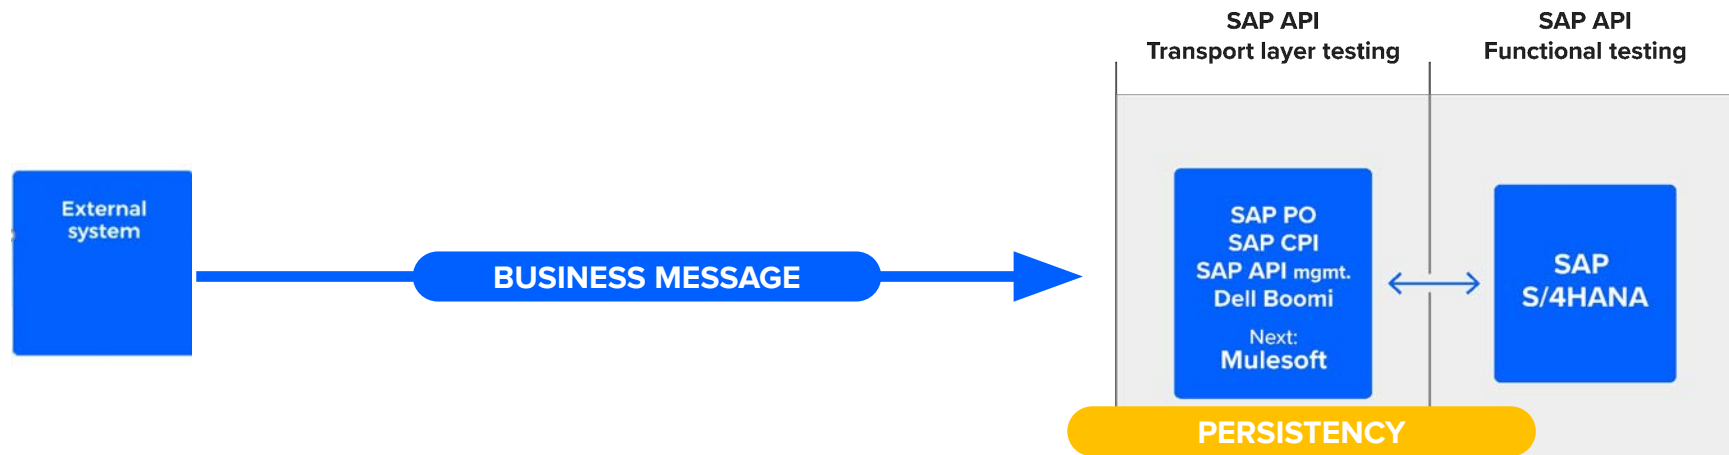 SAP API
Transport layer testing
SAP API
Functional testing
External
system
BUSINESS MESSAGE
SAP PO
SAP CPI
SAP API mgmt.
Dell Boomi
Next:
Mulesoft
SAP
S/4HANA
PERSISTENCY